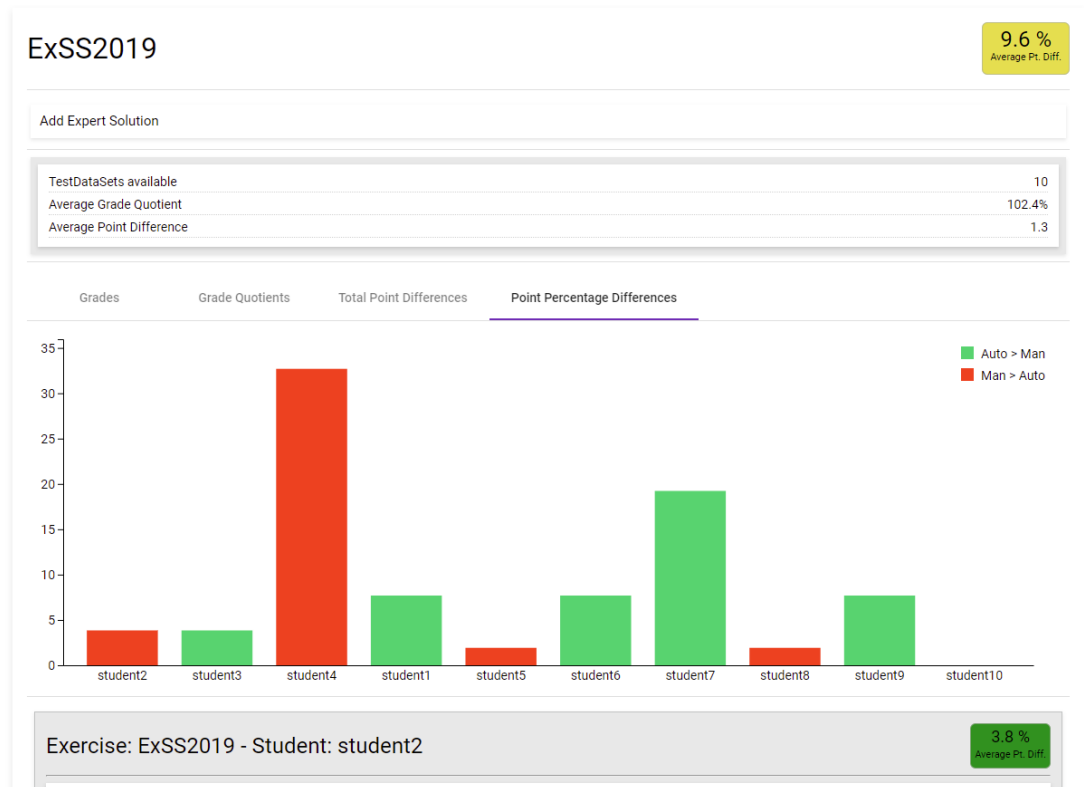 ExSS2019
9.6 %
Average Pt. Diff.
Add Expert Solution
TestDataSets available 10
Average Grade Quotient 102.4%
Average Point Difference 1.3
Grades Grade Quotients Total Point Differences Point Percentage Differences
35
30
25
20
15
10
5
0
Auto > Man
Man > Auto
student2 student3 student4 student1 student5 student6 student7 student8 student9 student10
Exercise: ExSS2019 - Student: student2
3.8 %
Average Pt. Diff.